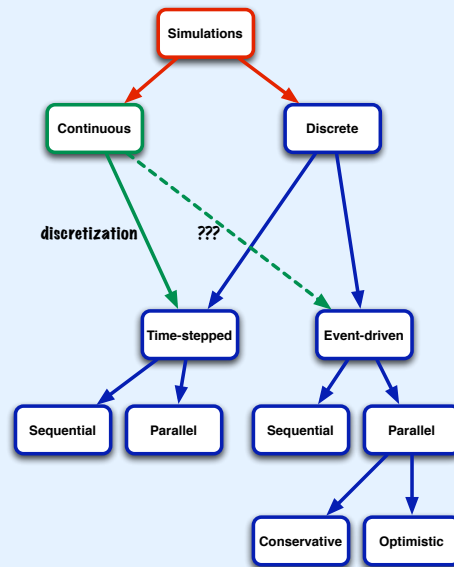 Simulations
Continuous
Discrete
discretization
???
Time-stepped
Event-driven
Sequential
Parallel
Sequential
Parallel
Conservative
Optimistic